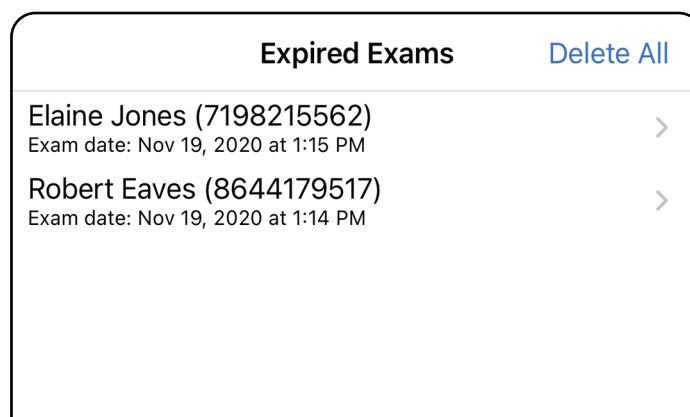 Expired Exams
Delete All
Elaine Jones (7198215562)
Exam date: Nov 19, 2020 at 1:15 PM
Robert Eaves (8644179517)
Exam date: Nov 19, 2020 at 1:14 PM